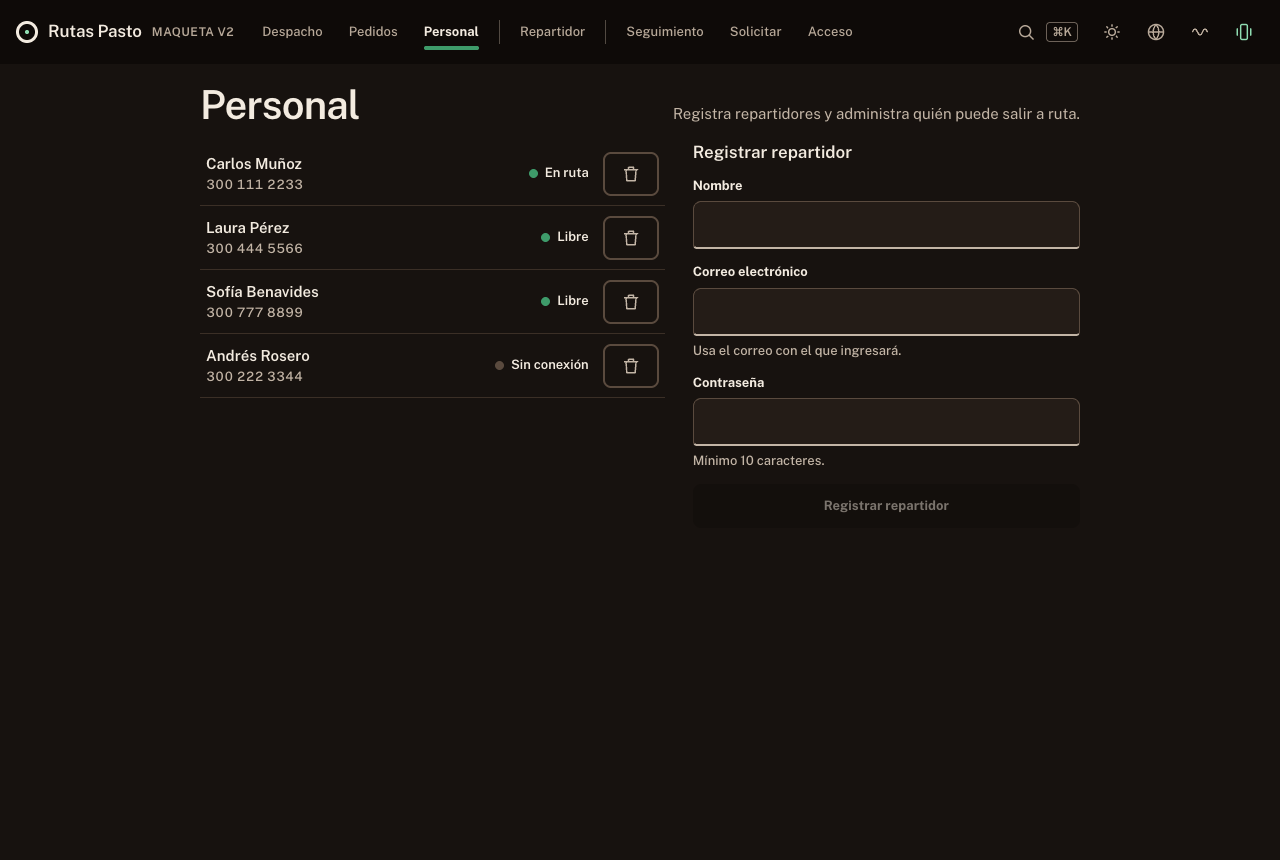 Rutas Pasto MAQUETA V2 Despacho Pedidos Personal Repartidor Seguimiento Solicitar Acceso ⌘K
Personal
Registra repartidores y administra quién puede salir a ruta.
Carlos Muñoz
300 111 2233
En ruta
Laura Pérez
300 444 5566
Libre
Sofía Benavides
300 777 8899
Libre
Andrés Rosero
300 222 3344
Sin conexión
Registrar repartidor
Nombre
Correo electrónico
Usa el correo con el que ingresará.
Contraseña
Mínimo 10 caracteres.
Registrar repartidor